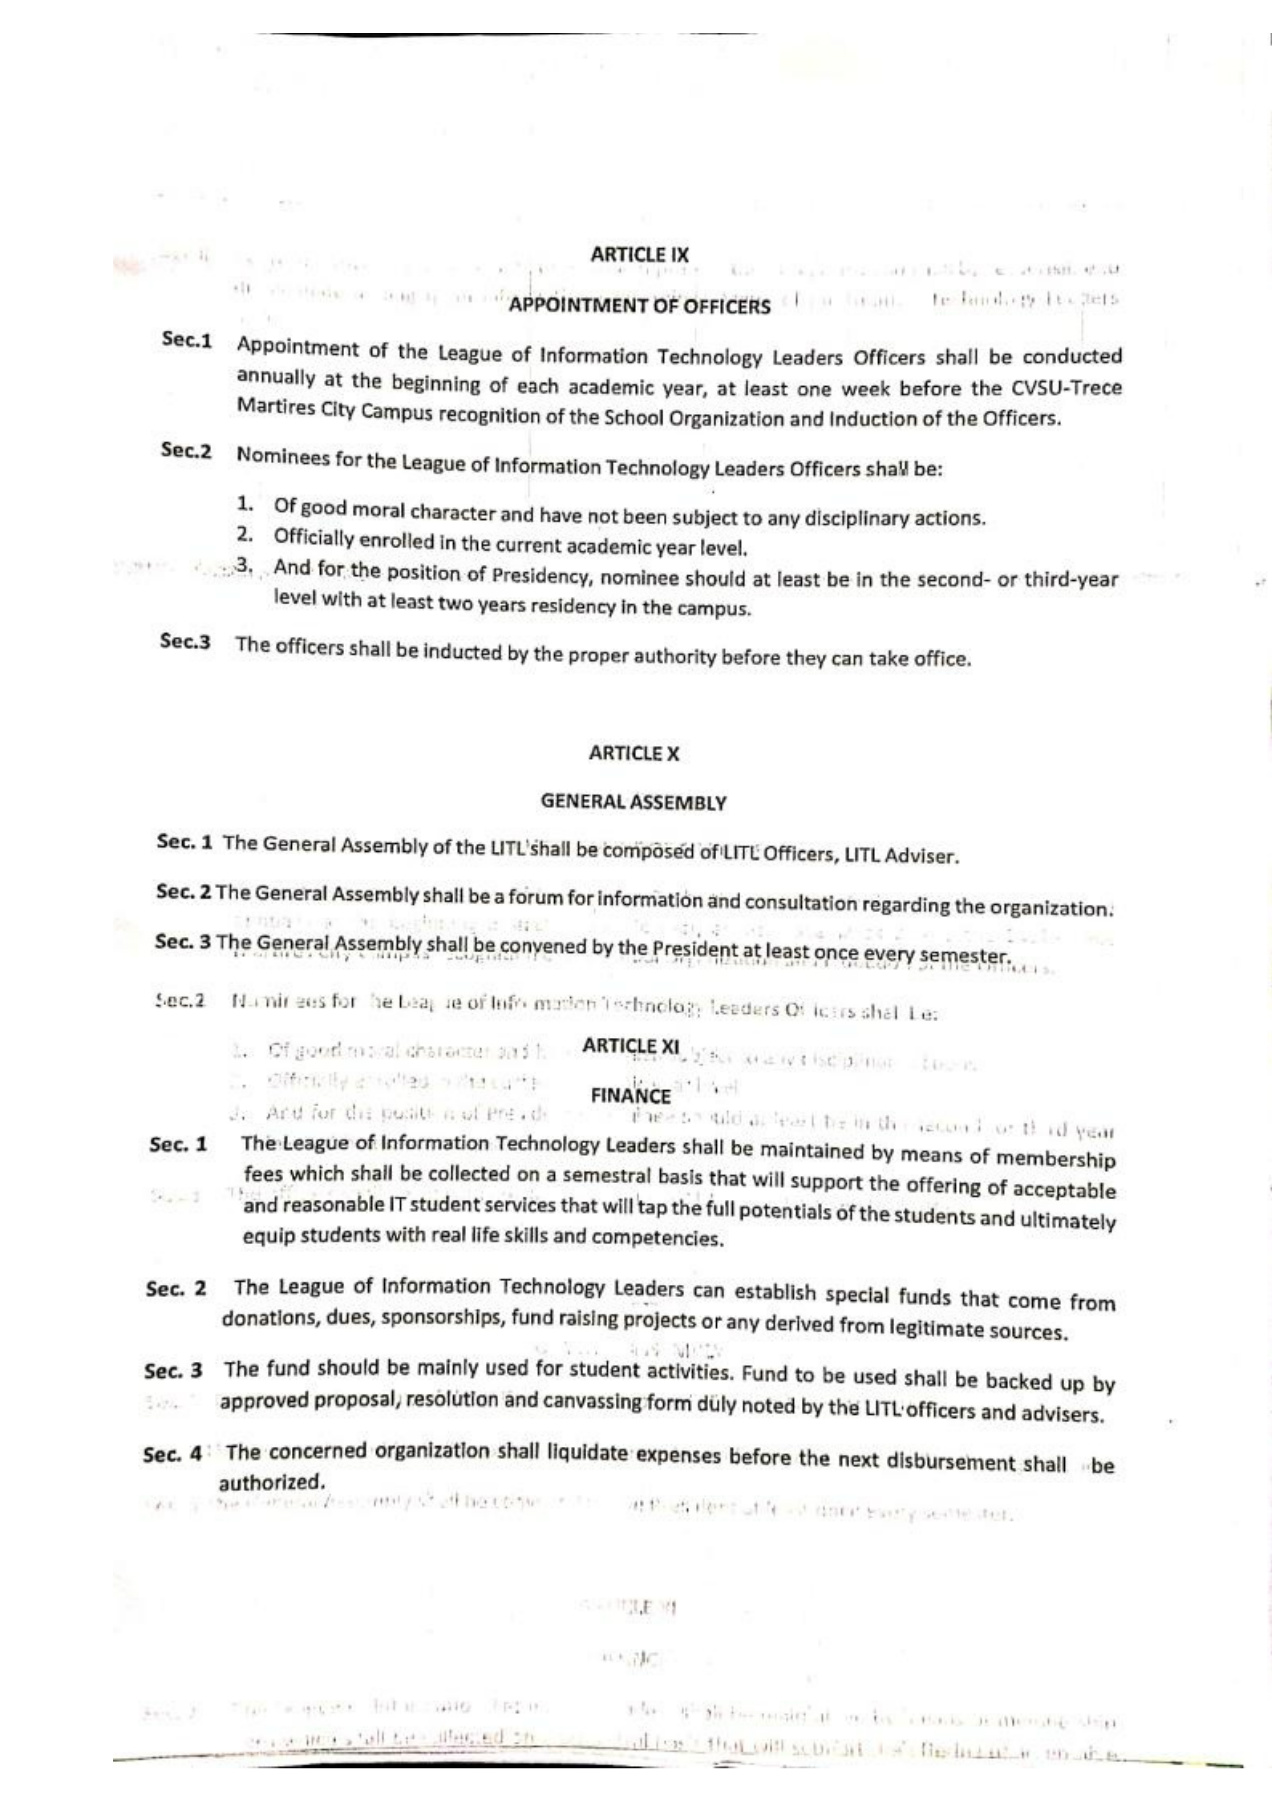 ARTICLE IX
APPOINTMENT OF OFFICERS
Sec.1 Appointment of the League of Information Technology Leaders Officers shall be conducted
annually at the beginning of each academic year, at least one week before the CVSU-Trece
Martires City Campus recognition of the School Organization and Induction of the Officers.
Sec.2 Nominees for the League of Information Technology Leaders Officers shall be:
1. Of good moral character and have not been subject to any disciplinary actions.
2. Officially enrolled in the current academic year level.
3. And for the position of Presidency, nominee should at least be in the second- or third-year
level with at least two years residency in the campus.
Sec.3 The officers shall be inducted by the proper authority before they can take office.
ARTICLE X
GENERAL ASSEMBLY
Sec. 1 The General Assembly of the LITL shall be composed of LITL Officers, LITL Adviser.
Sec. 2 The General Assembly shall be a forum for information and consultation regarding the organization.
Sec. 3 The General Assembly shall be convened by the President at least once every semester.
ARTICLE XI
FINANCE
Sec. 1 The League of Information Technology Leaders shall be maintained by means of membership
fees which shall be collected on a semestral basis that will support the offering of acceptable
and reasonable IT student services that will tap the full potentials of the students and ultimately
equip students with real life skills and competencies.
Sec. 2 The League of Information Technology Leaders can establish special funds that come from
donations, dues, sponsorships, fund raising projects or any derived from legitimate sources.
Sec. 3 The fund should be mainly used for student activities. Fund to be used shall be backed up by
approved proposal, resolution and canvassing form duly noted by the LITL officers and advisers.
Sec. 4 The concerned organization shall liquidate expenses before the next disbursement shall be
authorized.